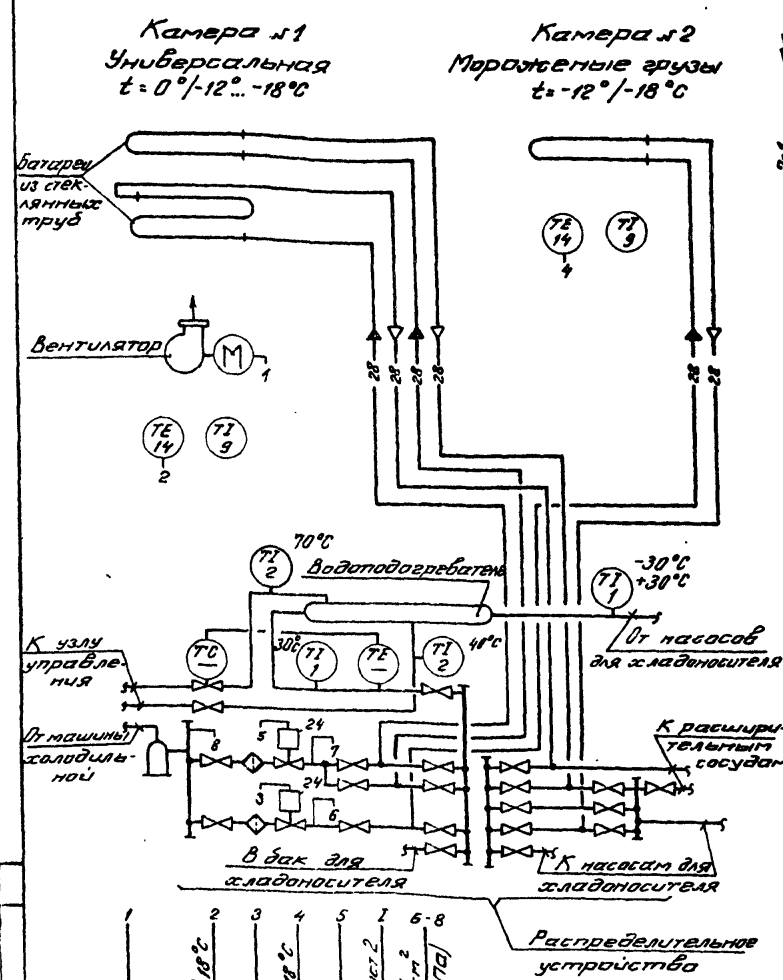 Камера №1
Универсальная
t = 0°/-12°... -18°C
Камера №2
Мороженые грузы
t = -12°/-18°C
Батареи
из стек-
лянных
труб
TE
14
4
TI
9
Вентилятор
M
1
28
28
28
28
28
28
TE
14
2
TI
9
70°C
TI
2
Водоподогреватель
-30°C
+30°C
TI
1
От насосов
для хладоносителя
К узлу
управле-
ния
TC
30°C
TI
1
TE
TI
2
40°C
От машины
холодиль-
ной
8
5
24
7
3
24
6
К расшири-
тельным
сосудам
В бак для
хладоносителя
К насосам для
хладоносителя
1
2
3
4
5
I
6-8
Распределительное
устройства
18°C
18°C